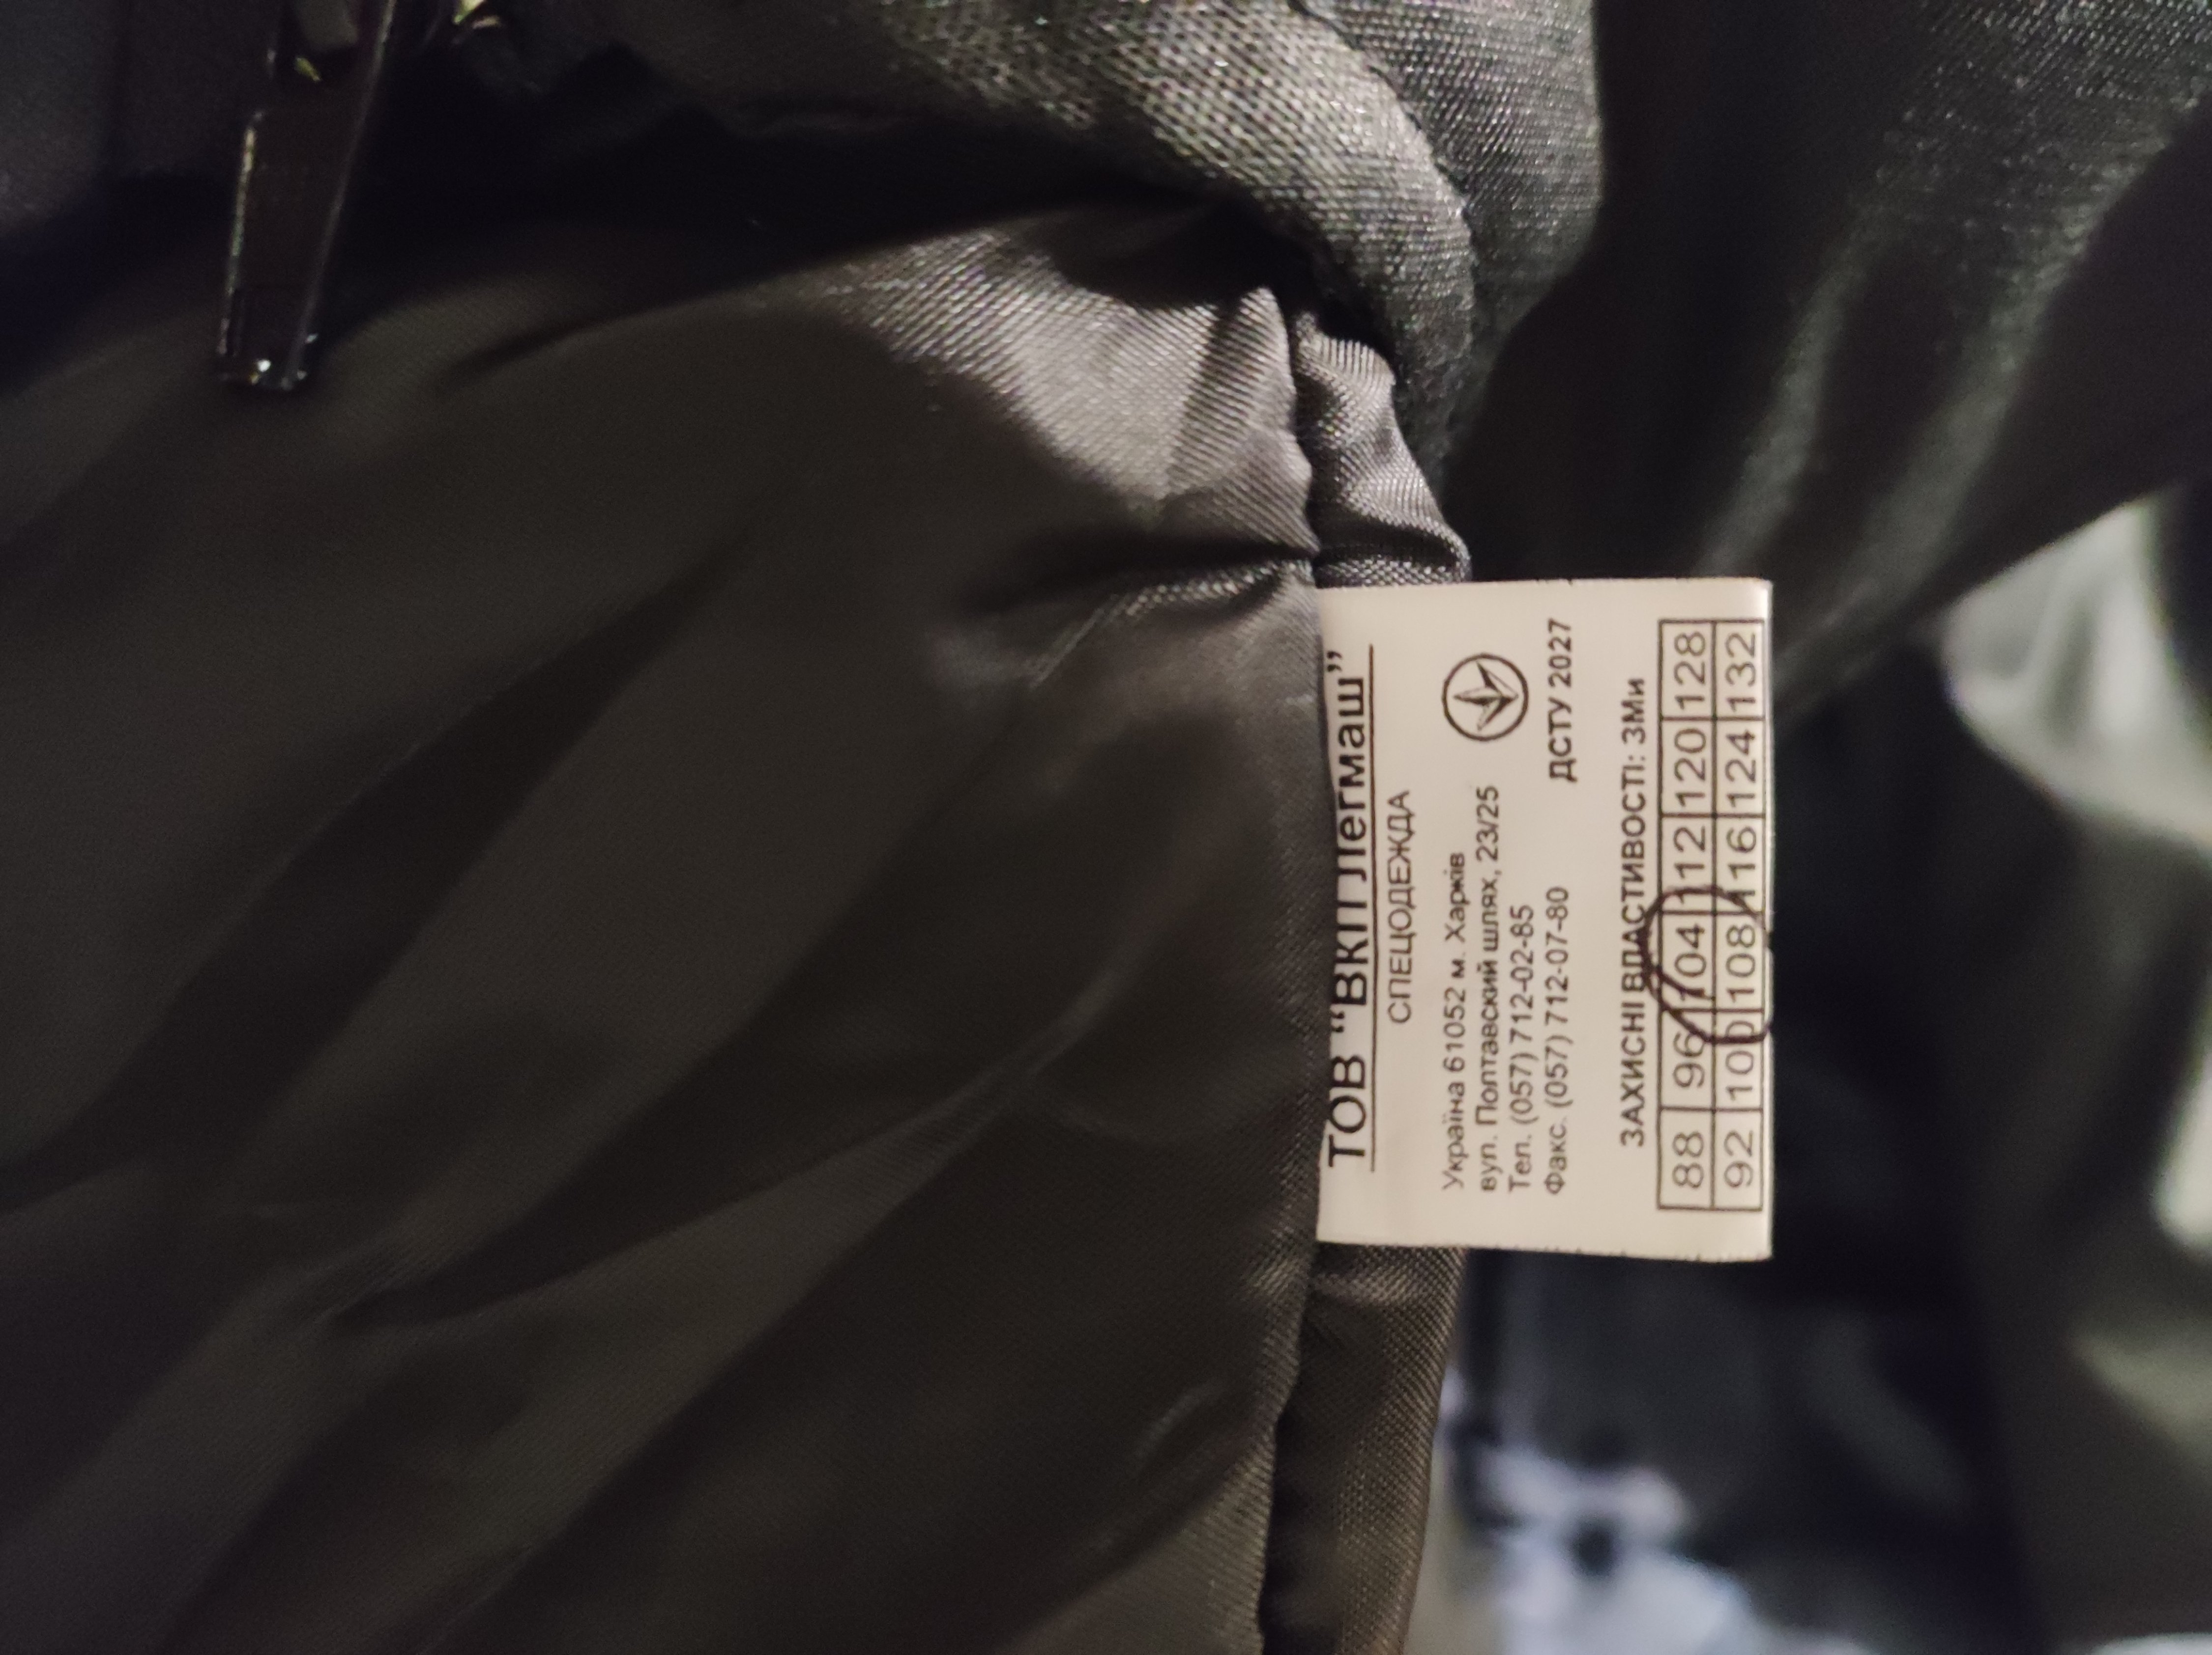 ТОВ “ВКП Легмаш”
СПЕЦОДЕЖДА
Україна 61052 м. Харків
вул. Полтавский шлях, 23/25
Тел. (057) 712-02-85
Факс. (057) 712-07-80
ДСТУ 2027
ЗАХИСНІ ВЛАСТИВОСТІ: ЗМи
88 96 104 112 120 128
92 100 108 116 124 132